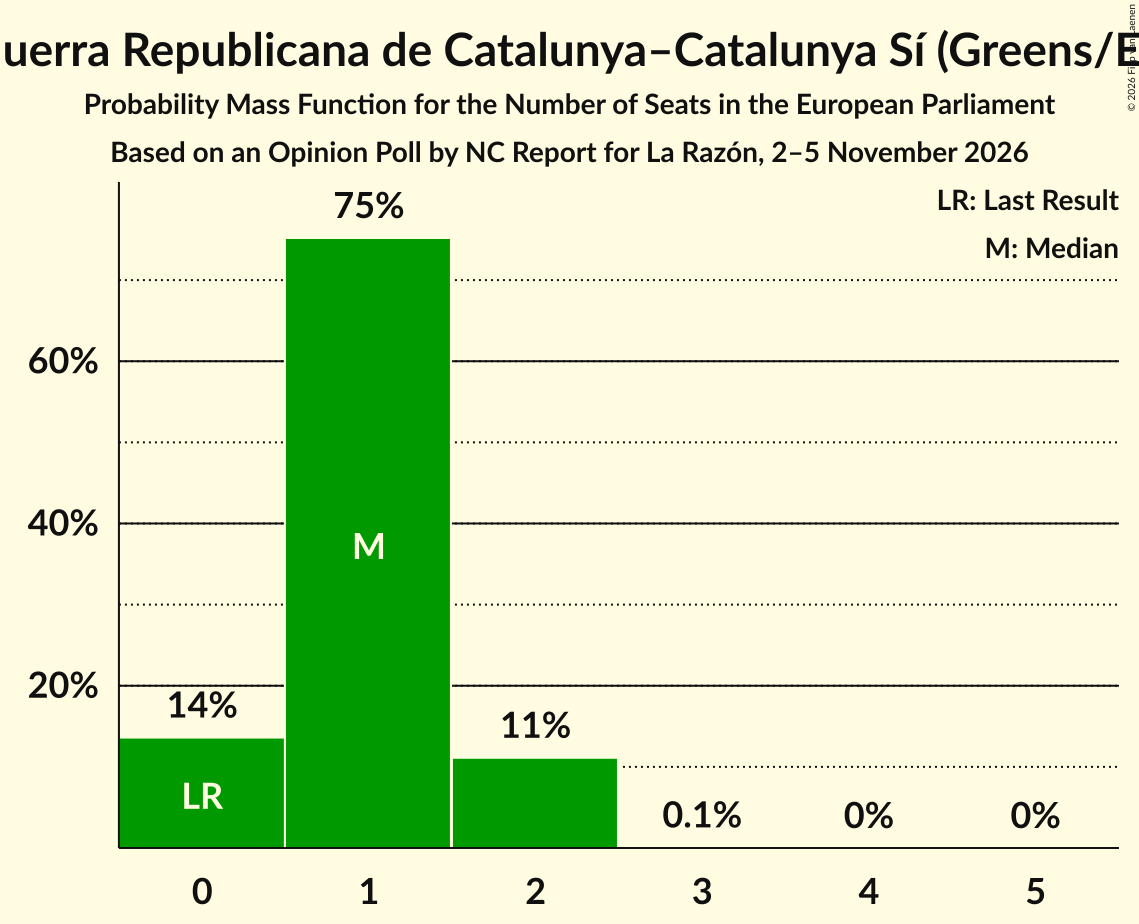 uerra Republicana de Catalunya–Catalunya Sí (Greens/E
Probability Mass Function for the Number of Seats in the European Parliament
Based on an Opinion Poll by NC Report for La Razón, 2–5 November 2026
LR: Last Result
M: Median
75%
60%
40%
M
20%
14%
11%
LR
0.1%
0%
0%
0 1 2 3 4 5
© 2026